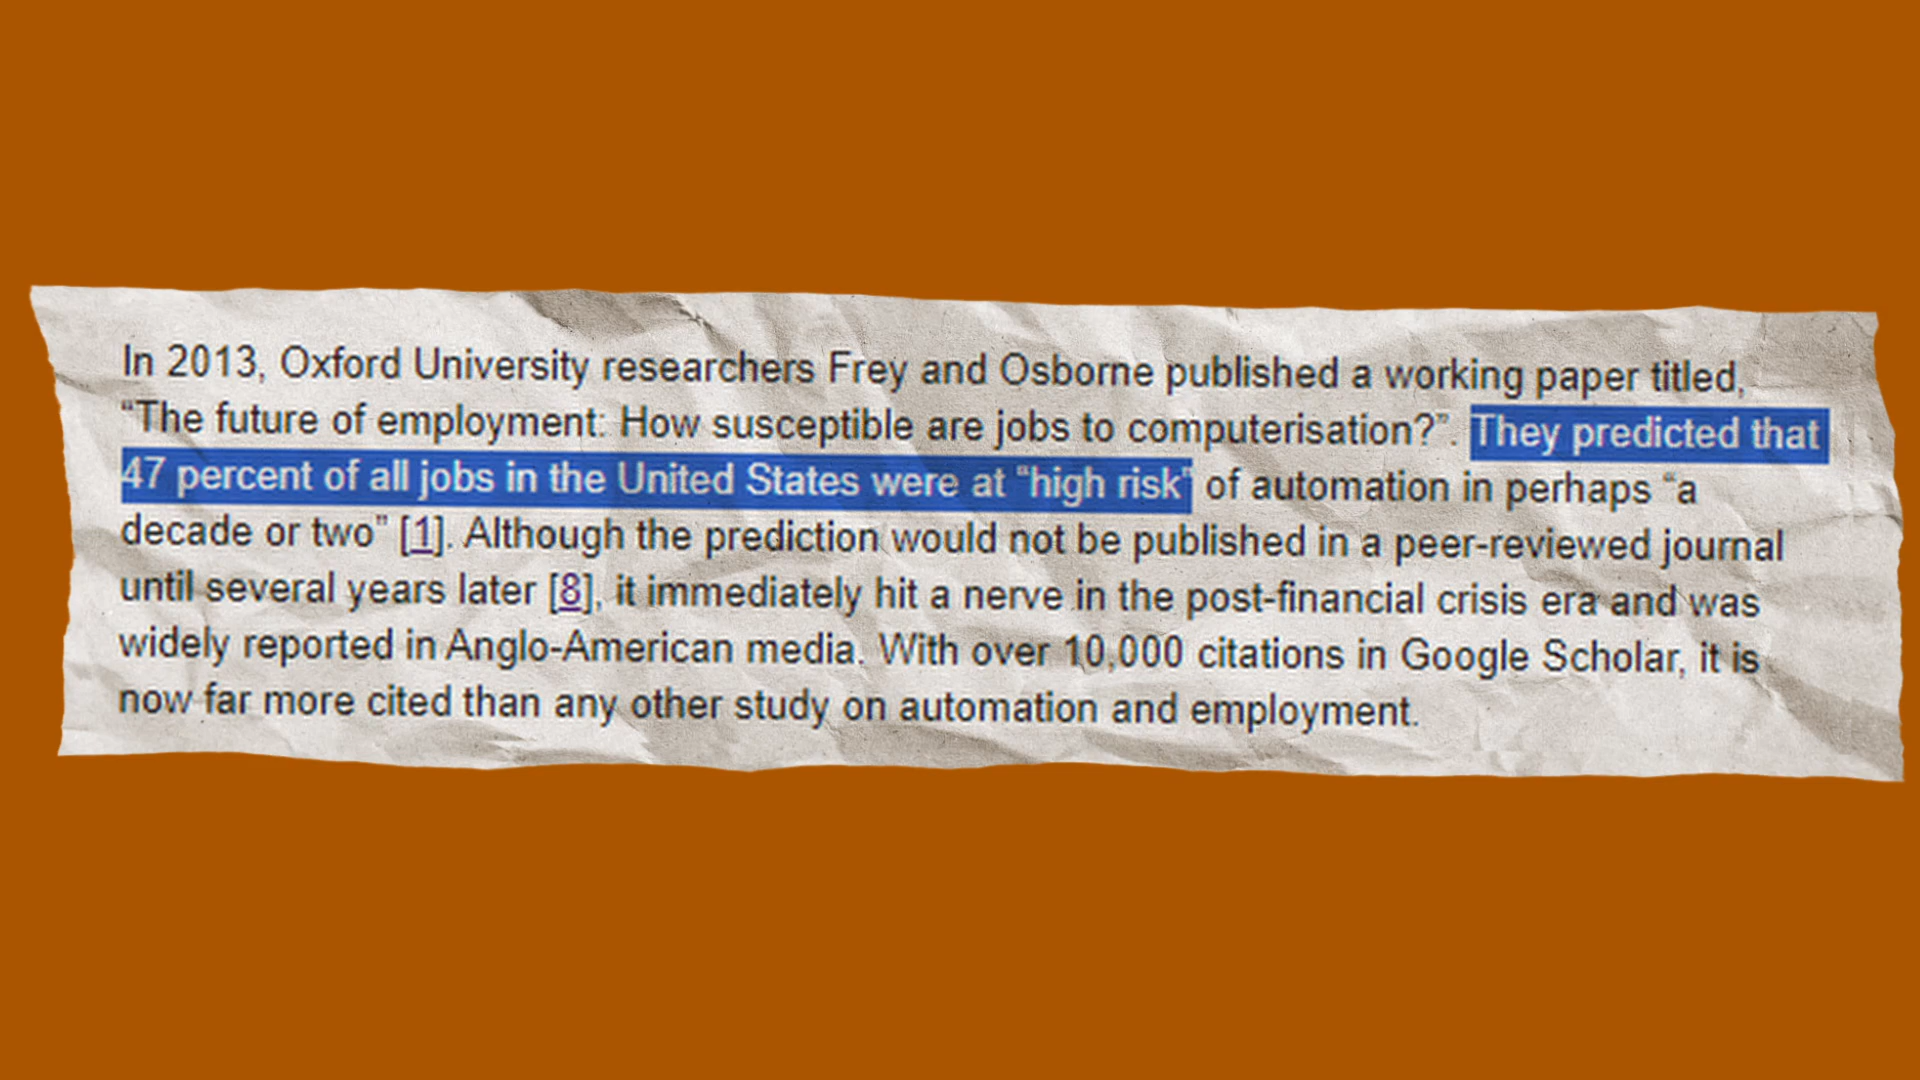 In 2013, Oxford University researchers Frey and Osborne published a working paper titled,
“The future of employment: How susceptible are jobs to computerisation?”. They predicted that
47 percent of all jobs in the United States were at “high risk” of automation in perhaps “a
decade or two” [1]. Although the prediction would not be published in a peer-reviewed journal
until several years later [8], it immediately hit a nerve in the post-financial crisis era and was
widely reported in Anglo-American media. With over 10,000 citations in Google Scholar, it is
now far more cited than any other study on automation and employment.